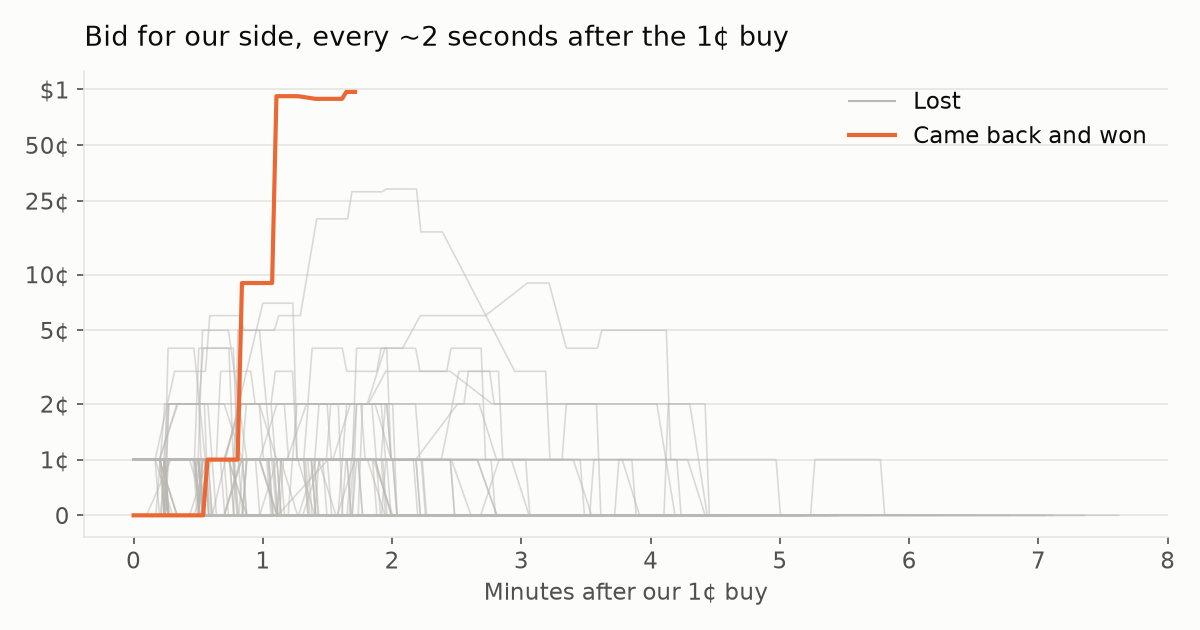 Bid for our side, every ~2 seconds after the 1¢ buy
$1
50¢
25¢
10¢
5¢
2¢
1¢
0
Lost
Came back and won
0 1 2 3 4 5 6 7 8
Minutes after our 1¢ buy